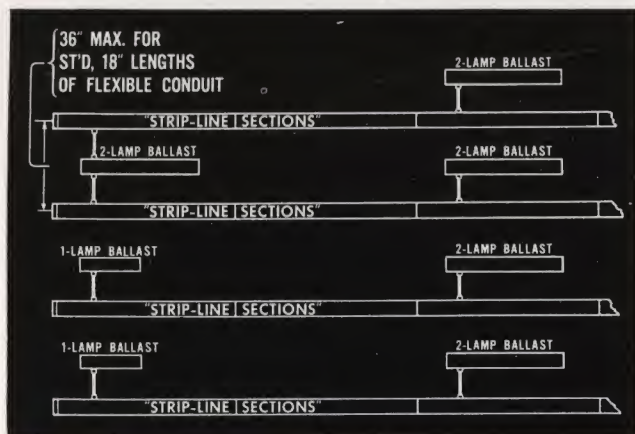 36" MAX. FOR
ST'D, 18" LENGTHS
OF FLEXIBLE CONDUIT
2-LAMP BALLAST
"STRIP-LINE SECTIONS"
2-LAMP BALLAST
2-LAMP BALLAST
"STRIP-LINE SECTIONS"
1-LAMP BALLAST
2-LAMP BALLAST
"STRIP-LINE SECTIONS"
1-LAMP BALLAST
2-LAMP BALLAST
"STRIP-LINE SECTIONS"